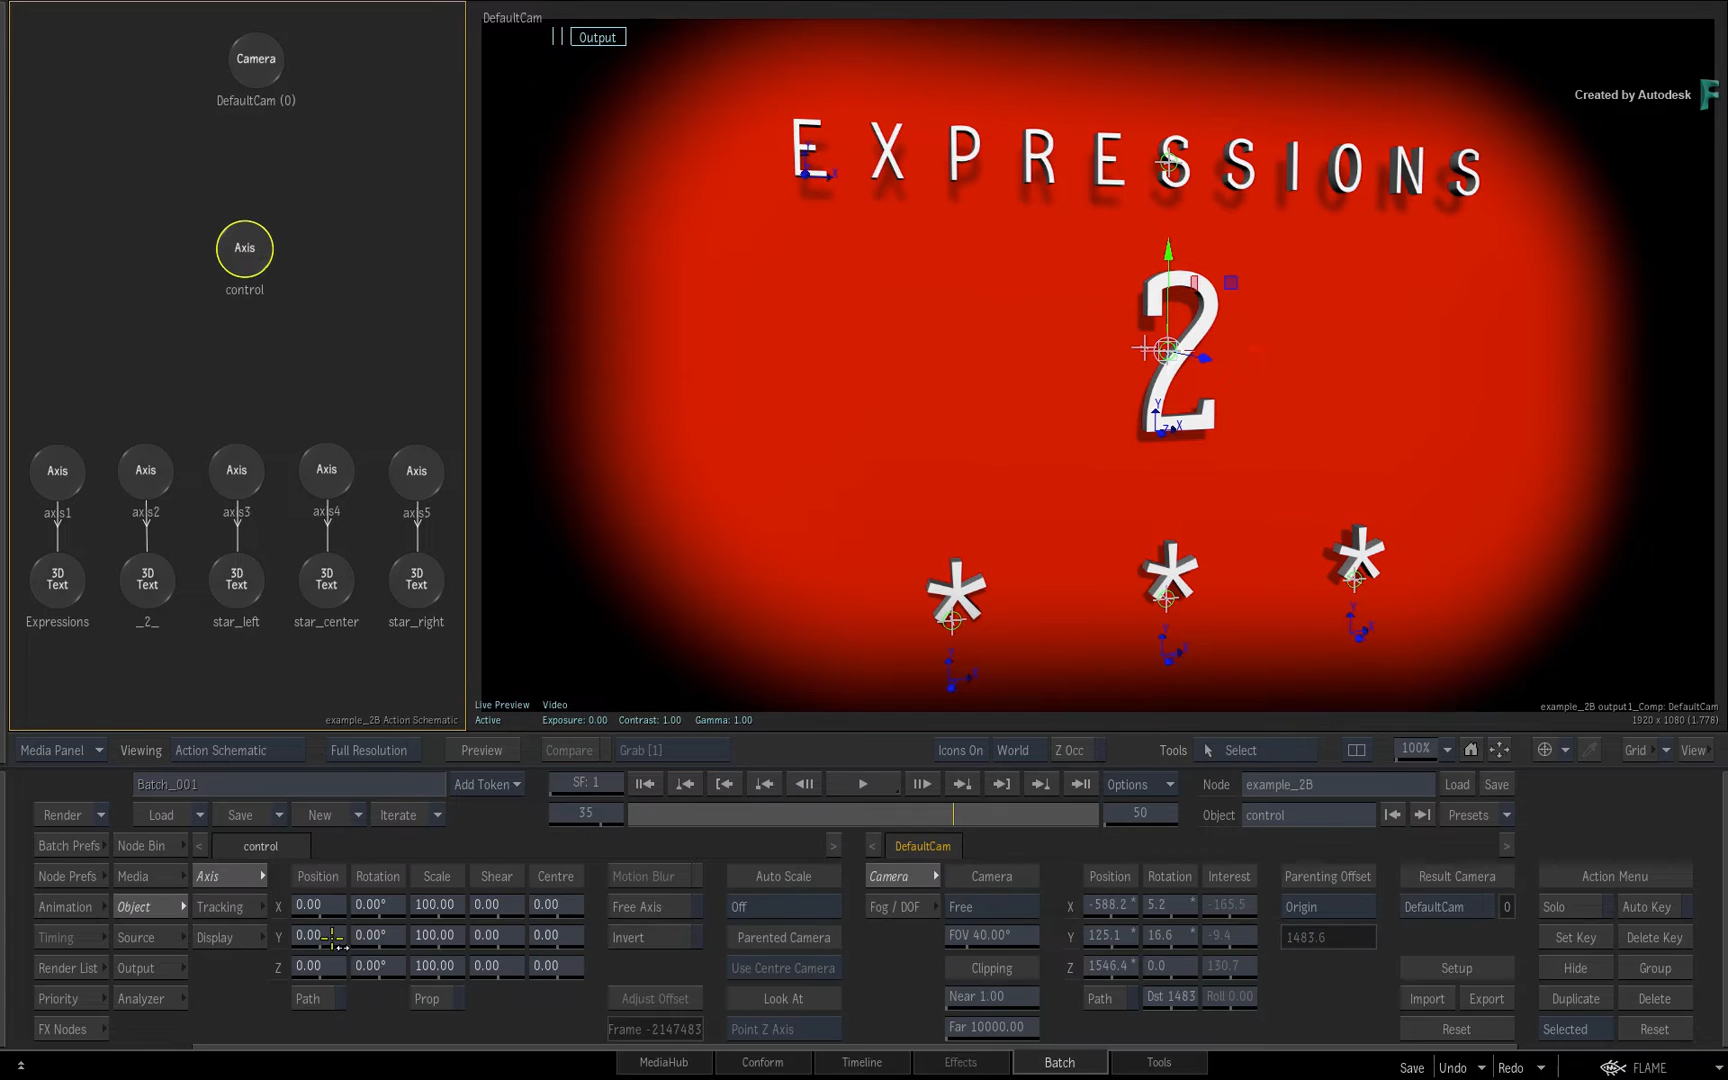 Camera
DefaultCam (0)
Axis
control
Axis Axis Axis Axis Axis
axis1 axis2 axis3 axis4 axis5
3D Text 3D Text 3D Text 3D Text 3D Text
Expressions _2_ star_left star_center star_right
example_2B Action Schematic
DefaultCam
Output
Created by Autodesk
EXPRESSIONS
2
* * *
Live Preview Video
Active Exposure: 0.00 Contrast: 1.00 Gamma: 1.00
example_2B output1_Comp: DefaultCam
1920 x 1080 (1.778)
Media Panel Viewing Action Schematic Full Resolution Preview Compare Grab [1] Icons On World Z Occ Tools Select 100% Grid View
Batch_001 Add Token SF: 1 Options Node example_2B Load Save
Render Load Save New Iterate 35 50 Object control Presets
Batch Prefs Node Bin < control > < DefaultCam >
Node Prefs Media Axis Position Rotation Scale Shear Centre Motion Blur Auto Scale Camera Camera Position Rotation Interest Parenting Offset Result Camera Action Menu
Animation Object Tracking X 0.00 0.00° 100.00 0.00 0.00 Free Axis Off Fog / DOF Free X -588.2 * 5.2 * -165.5 Origin DefaultCam 0 Solo Auto Key
Timing Source Display Y 0.00 0.00° 100.00 0.00 0.00 Invert Parented Camera FOV 40.00° Y 125.1 * 16.6 * -9.4 1483.6 Set Key Delete Key
Render List Output Z 0.00 0.00° 100.00 0.00 0.00 Use Centre Camera Clipping Z 1546.4 * 0.0 130.7 Setup Hide Group
Priority Analyzer Path Prop Adjust Offset Look At Near 1.00 Path Dst 1483 Roll 0.00 Import Export Duplicate Delete
FX Nodes Frame -2147483 Point Z Axis Far 10000.00 Reset Selected Reset
MediaHub Conform Timeline Effects Batch Tools Save Undo Redo FLAME